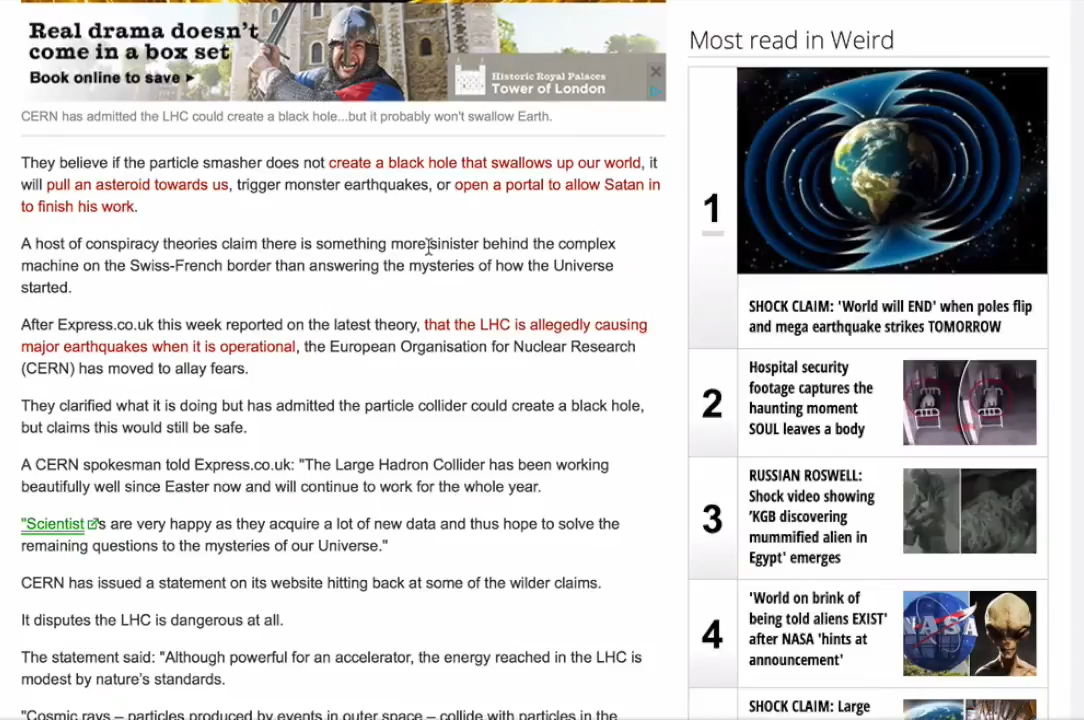 Real drama doesn't
come in a box set
Book online to save ▸
Historic Royal Palaces
Tower of London
CERN has admitted the LHC could create a black hole...but it probably won't swallow Earth.
They believe if the particle smasher does not create a black hole that swallows up our world, it
will pull an asteroid towards us, trigger monster earthquakes, or open a portal to allow Satan in
to finish his work.
A host of conspiracy theories claim there is something more sinister behind the complex
machine on the Swiss-French border than answering the mysteries of how the Universe
started.
After Express.co.uk this week reported on the latest theory, that the LHC is allegedly causing
major earthquakes when it is operational, the European Organisation for Nuclear Research
(CERN) has moved to allay fears.
They clarified what it is doing but has admitted the particle collider could create a black hole,
but claims this would still be safe.
A CERN spokesman told Express.co.uk: "The Large Hadron Collider has been working
beautifully well since Easter now and will continue to work for the whole year.
"Scientists are very happy as they acquire a lot of new data and thus hope to solve the
remaining questions to the mysteries of our Universe."
CERN has issued a statement on its website hitting back at some of the wilder claims.
It disputes the LHC is dangerous at all.
The statement said: "Although powerful for an accelerator, the energy reached in the LHC is
modest by nature's standards.
"Cosmic rays – particles produced by events in outer space – collide with particles in the
Most read in Weird
1
SHOCK CLAIM: 'World will END' when poles flip
and mega earthquake strikes TOMORROW
2
Hospital security
footage captures the
haunting moment
SOUL leaves a body
3
RUSSIAN ROSWELL:
Shock video showing
'KGB discovering
mummified alien in
Egypt' emerges
4
'World on brink of
being told aliens EXIST'
after NASA 'hints at
announcement'
NASA
SHOCK CLAIM: Large